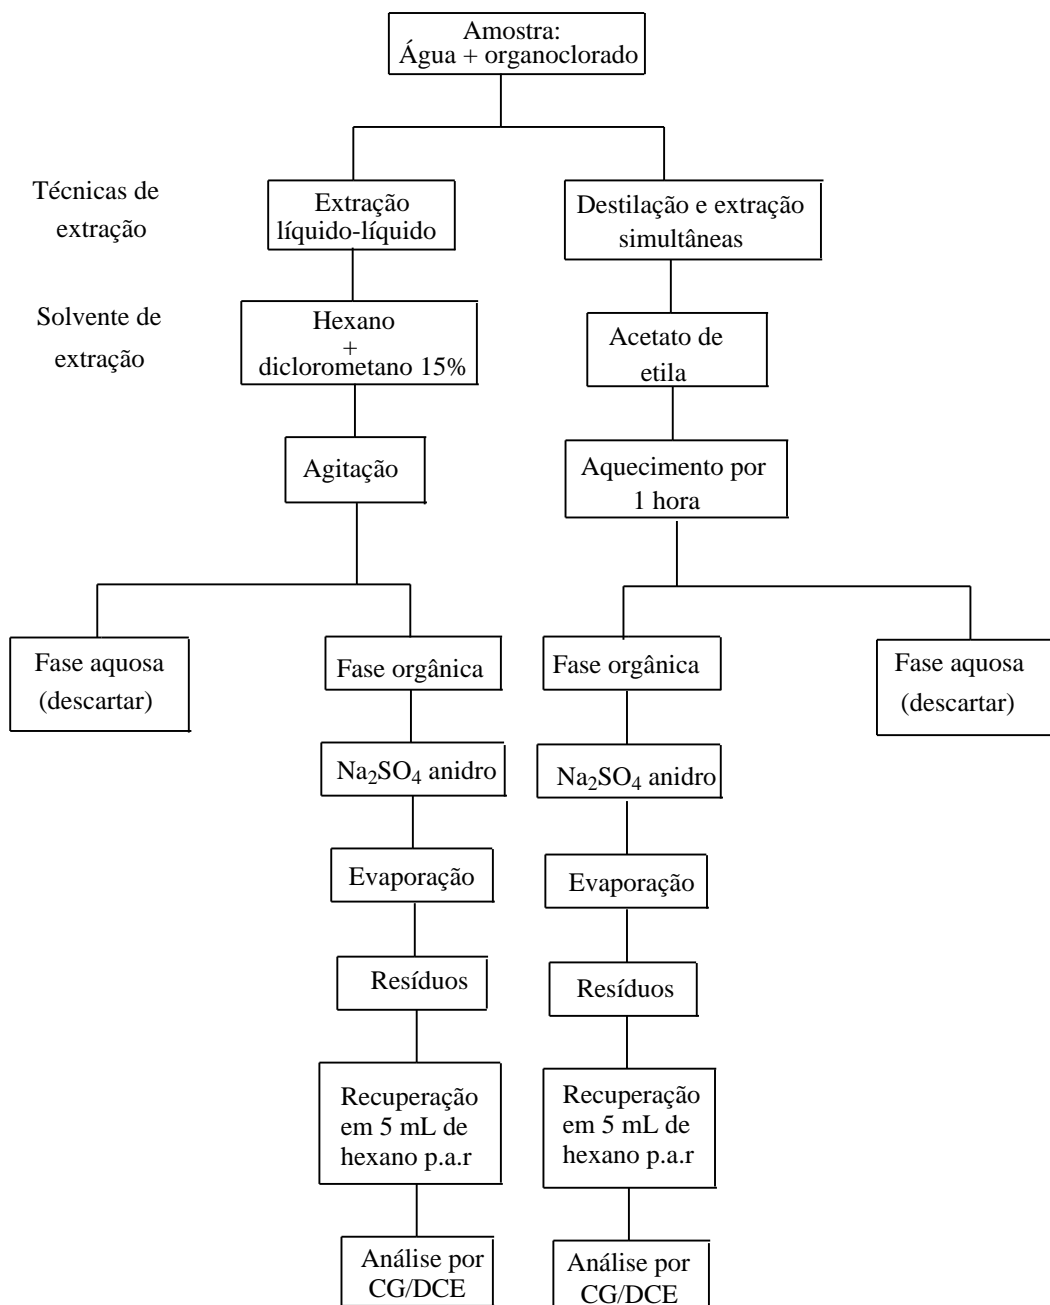 Amostra:
Água + organoclorado
Técnicas de
extração
Extração
líquido-líquido
Destilação e extração
simultâneas
Solvente de
extração
Hexano
+
diclorometano 15%
Acetato de
etila
Agitação
Aquecimento por
1 hora
Fase aquosa
(descartar)
Fase orgânica
Fase orgânica
Fase aquosa
(descartar)
Na₂SO₄ anidro
Na₂SO₄ anidro
Evaporação
Evaporação
Resíduos
Resíduos
Recuperação
em 5 mL de
hexano p.a.r
Recuperação
em 5 mL de
hexano p.a.r
Análise por
CG/DCE
Análise por
CG/DCE